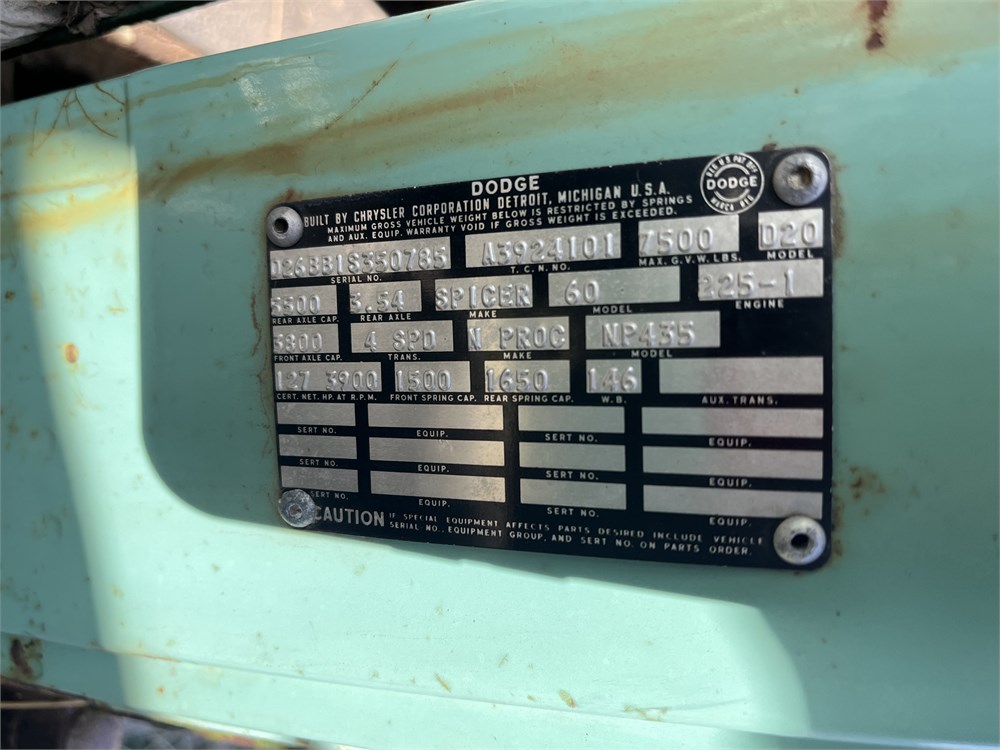 DODGE
BUILT BY CHRYSLER CORPORATION DETROIT, MICHIGAN U.S.A.
MAXIMUM GROSS VEHICLE WEIGHT BELOW IS RESTRICTED BY SPRINGS
AND AUX. EQUIP. WARRANTY VOID IF GROSS WEIGHT IS EXCEEDED.
REG. U.S. PAT. OFF.
DODGE
MARCA REG.
D26BB1S350785 A3924101 7500 D20
SERIAL NO. T.C.N.NO. MAX. G.V.W. LBS. MODEL
5500 3.54 SPICER 60 225-1
REAR AXLE CAP. REAR AXLE MAKE MODEL ENGINE
3800 4 SPD N PROC NP435
FRONT AXLE CAP. TRANS. MAKE MODEL
127 3900 1500 1650 146
CERT. NET. HP. AT R.P.M. FRONT SPRING CAP. REAR SPRING CAP. W.B. AUX. TRANS.
SERT NO. EQUIP. SERT NO. EQUIP.
SERT NO. EQUIP. SERT NO. EQUIP.
SERT NO. EQUIP. SERT NO. EQUIP.
CAUTION IF SPECIAL EQUIPMENT AFFECTS PARTS DESIRED INCLUDE VEHICLE
SERIAL NO., EQUIPMENT GROUP, AND SERT NO. ON PARTS ORDER.